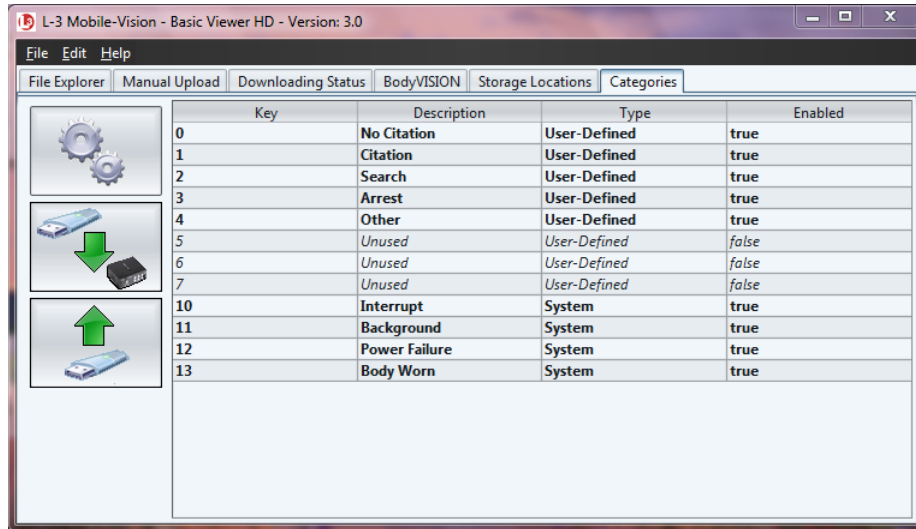 L-3 Mobile-Vision - Basic Viewer HD - Version: 3.0
File Edit Help
File Explorer Manual Upload Downloading Status BodyVISION Storage Locations Categories
Key Description Type Enabled
0 No Citation User-Defined true
1 Citation User-Defined true
2 Search User-Defined true
3 Arrest User-Defined true
4 Other User-Defined true
5 Unused User-Defined false
6 Unused User-Defined false
7 Unused User-Defined false
10 Interrupt System true
11 Background System true
12 Power Failure System true
13 Body Worn System true